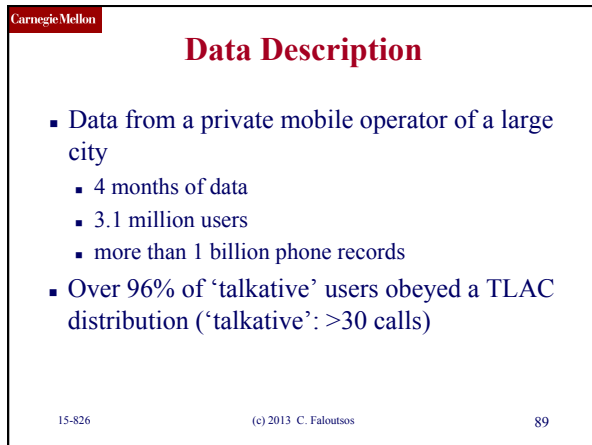 Carnegie Mellon
Data Description
▪ Data from a private mobile operator of a large
city
▪ 4 months of data
▪ 3.1 million users
▪ more than 1 billion phone records
▪ Over 96% of ‘talkative’ users obeyed a TLAC
distribution (‘talkative’: >30 calls)
15-826 (c) 2013 C. Faloutsos 89